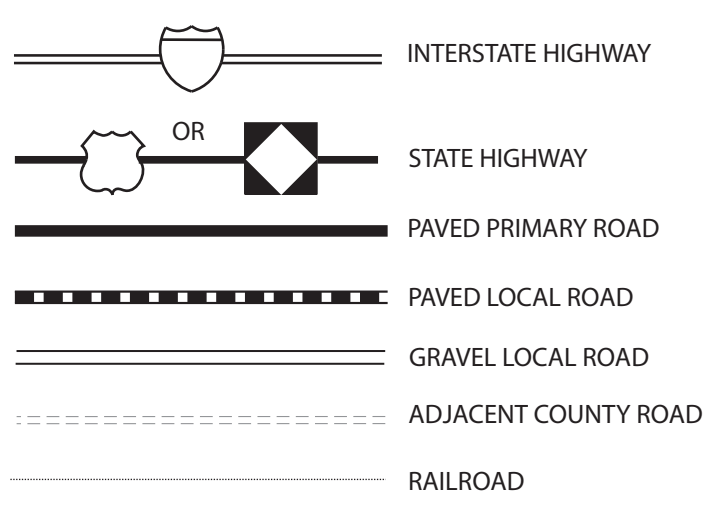 INTERSTATE HIGHWAY
OR
STATE HIGHWAY
PAVED PRIMARY ROAD
PAVED LOCAL ROAD
GRAVEL LOCAL ROAD
ADJACENT COUNTY ROAD
RAILROAD